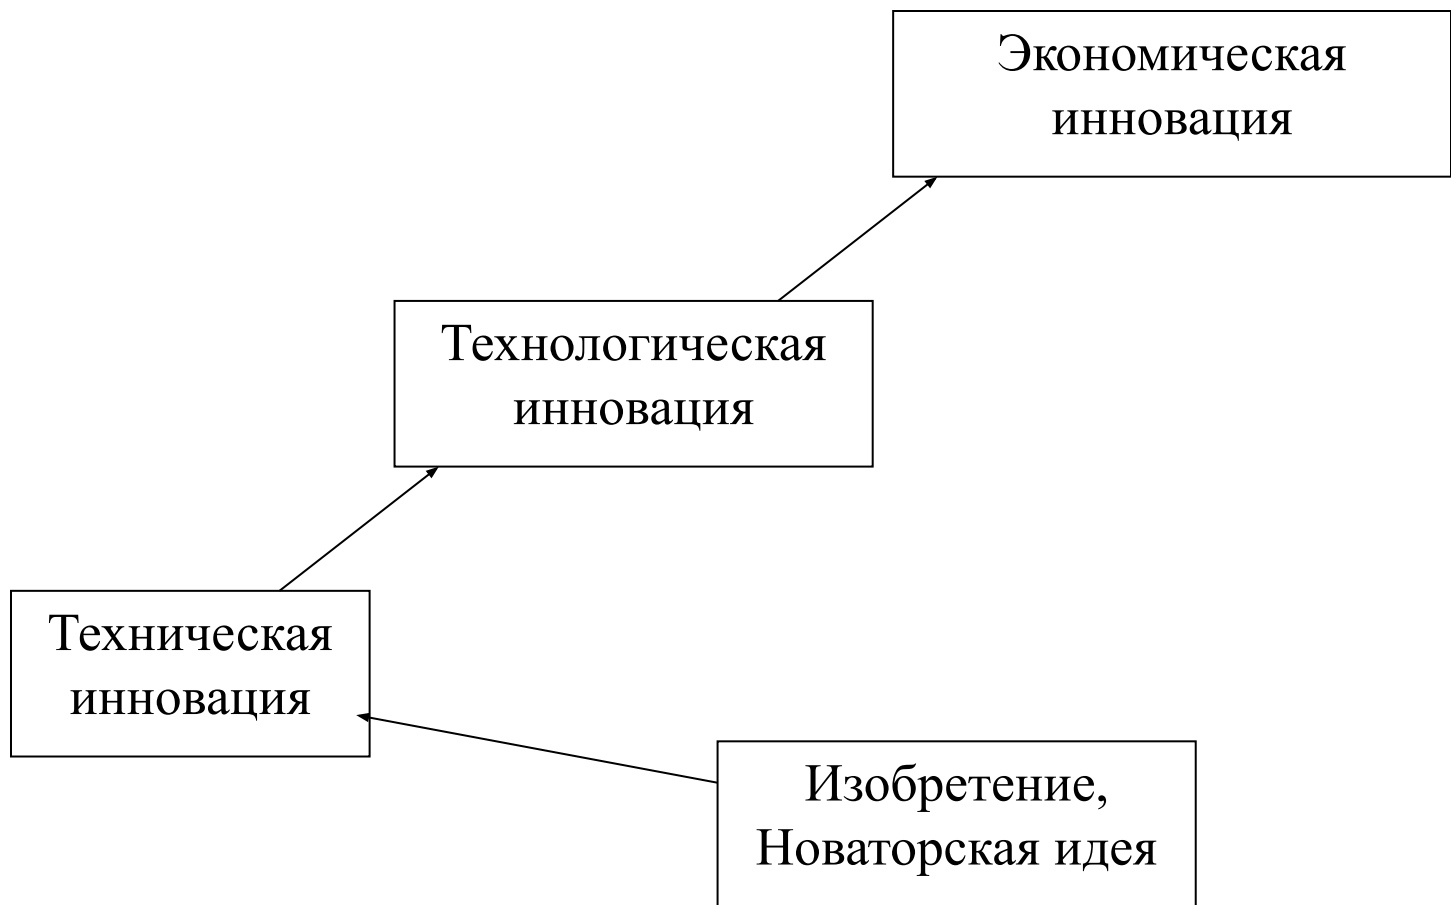 Экономическая
инновация
Технологическая
инновация
Техническая
инновация
Изобретение,
Новаторская идея